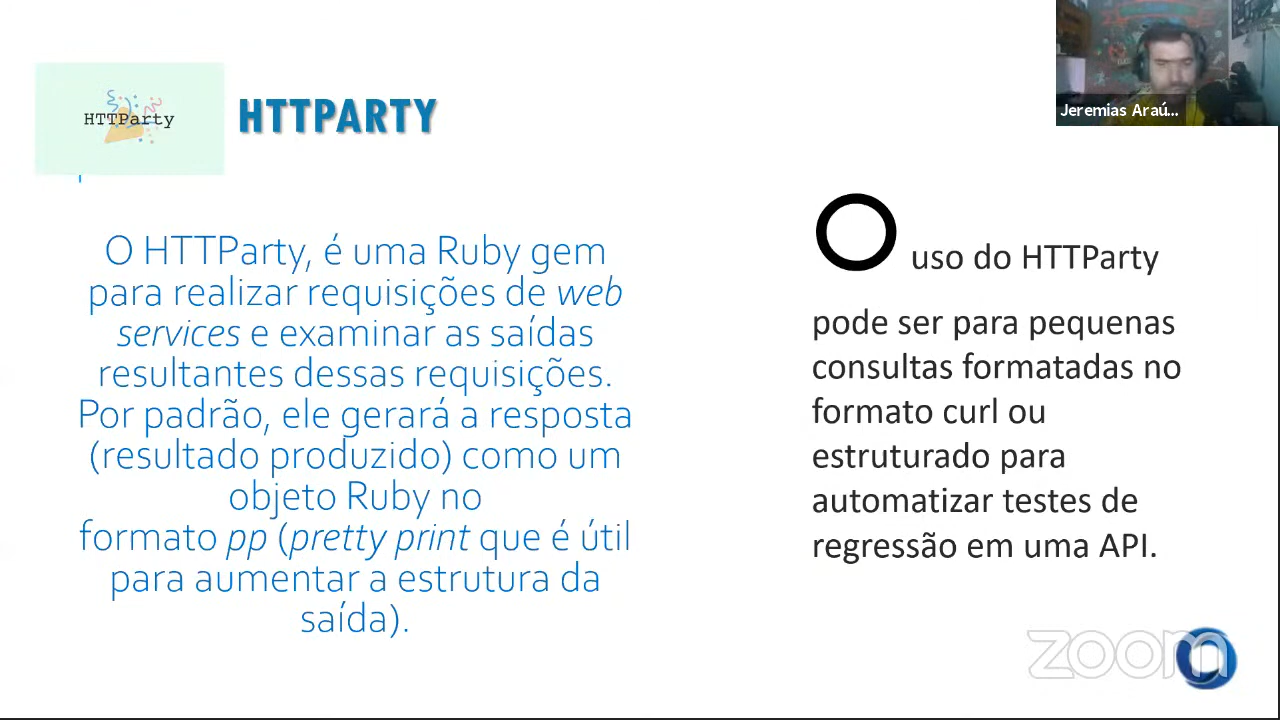 HTTParty
HTTPARTY
Jeremias Araú...
O HTTParty, é uma Ruby gem
para realizar requisições de web
services e examinar as saídas
resultantes dessas requisições.
Por padrão, ele gerará a resposta
(resultado produzido) como um
objeto Ruby no
formato pp (pretty print que é útil
para aumentar a estrutura da
saída).
O uso do HTTParty
pode ser para pequenas
consultas formatadas no
formato curl ou
estruturado para
automatizar testes de
regressão em uma API.
zoom